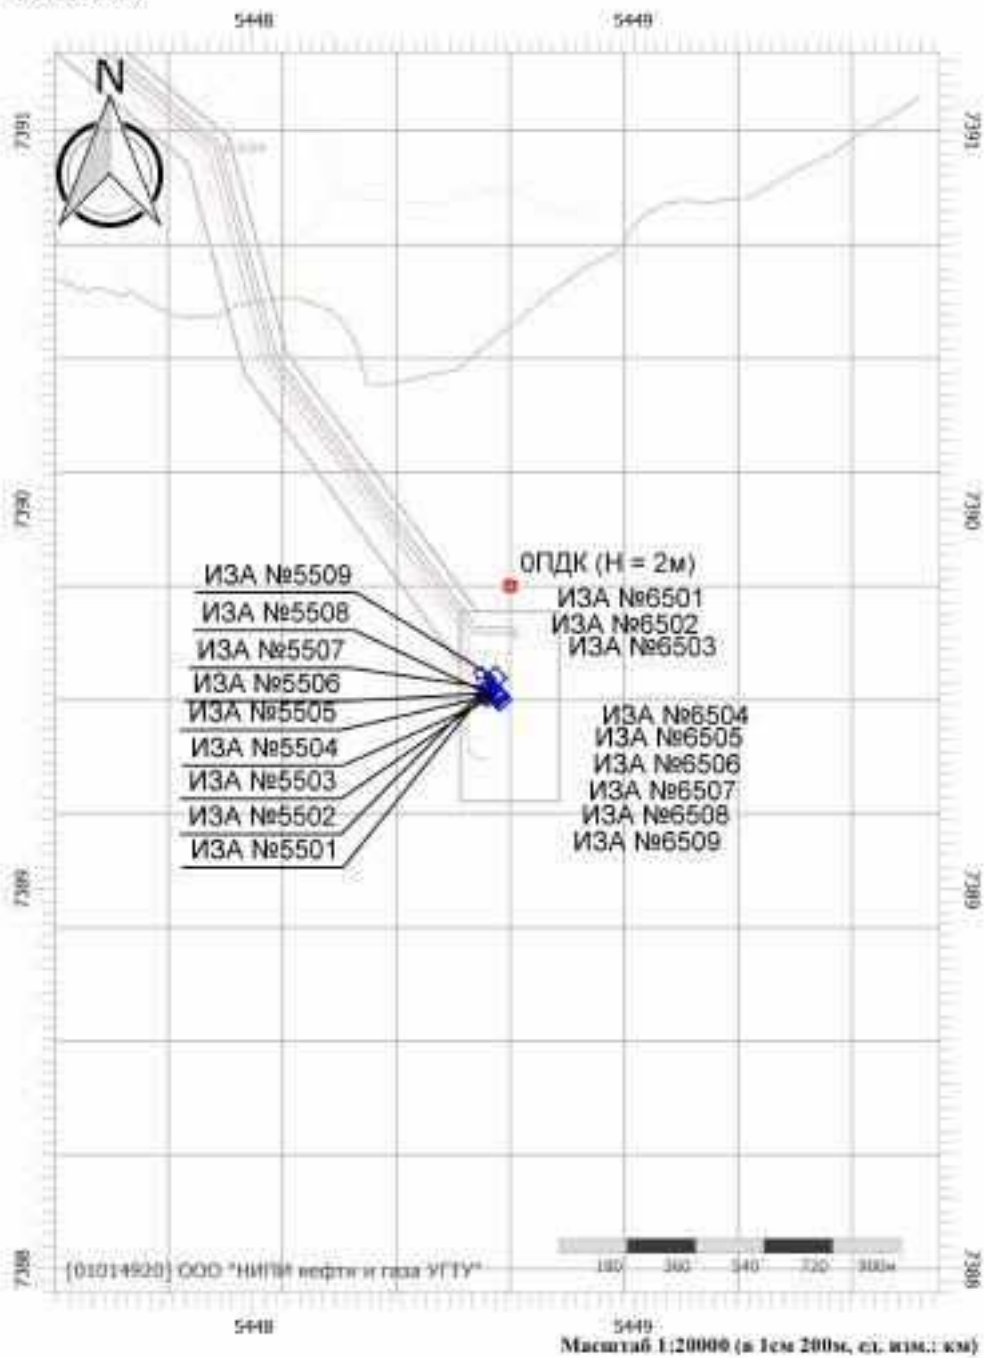 5448 5449
N
7391 7391
7390 7390
0ПДК (Н = 2м)
ИЗА №5509
ИЗА №6501
ИЗА №5508
ИЗА №6502
ИЗА №5507
ИЗА №6503
ИЗА №5506
ИЗА №5505
ИЗА №6504
ИЗА №5504
ИЗА №6505
ИЗА №5503
ИЗА №6506
ИЗА №6507
ИЗА №5502
ИЗА №6508
ИЗА №5501
ИЗА №6509
7389 7389
7388 7388
[01014920] ООО "НИПИ нефти и газа УГТУ"
180 360 540 720 900м
5448 5449
Масштаб 1:20000 (в 1см 200м, ед. изм.: км)